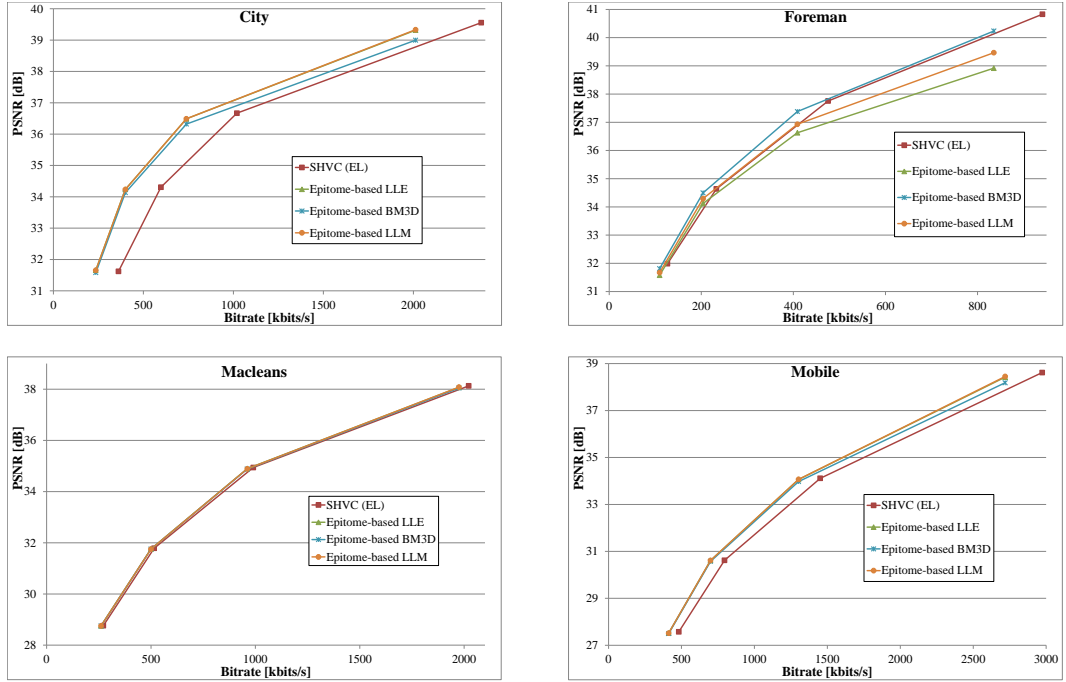 City
PSNR [dB]
40
39
38
37
36
35
34
33
32
31
0 500 1000 1500 2000
Bitrate [kbits/s]
SHVC (EL)
Epitome-based LLE
Epitome-based BM3D
Epitome-based LLM
Foreman
PSNR [dB]
41
40
39
38
37
36
35
34
33
32
31
0 200 400 600 800
Bitrate [kbits/s]
SHVC (EL)
Epitome-based LLE
Epitome-based BM3D
Epitome-based LLM
Macleans
PSNR [dB]
38
36
34
32
30
28
0 500 1000 1500 2000
Bitrate [kbits/s]
SHVC (EL)
Epitome-based LLE
Epitome-based BM3D
Epitome-based LLM
Mobile
PSNR [dB]
39
37
35
33
31
29
27
0 500 1000 1500 2000 2500 3000
Bitrate [kbits/s]
SHVC (EL)
Epitome-based LLE
Epitome-based BM3D
Epitome-based LLM